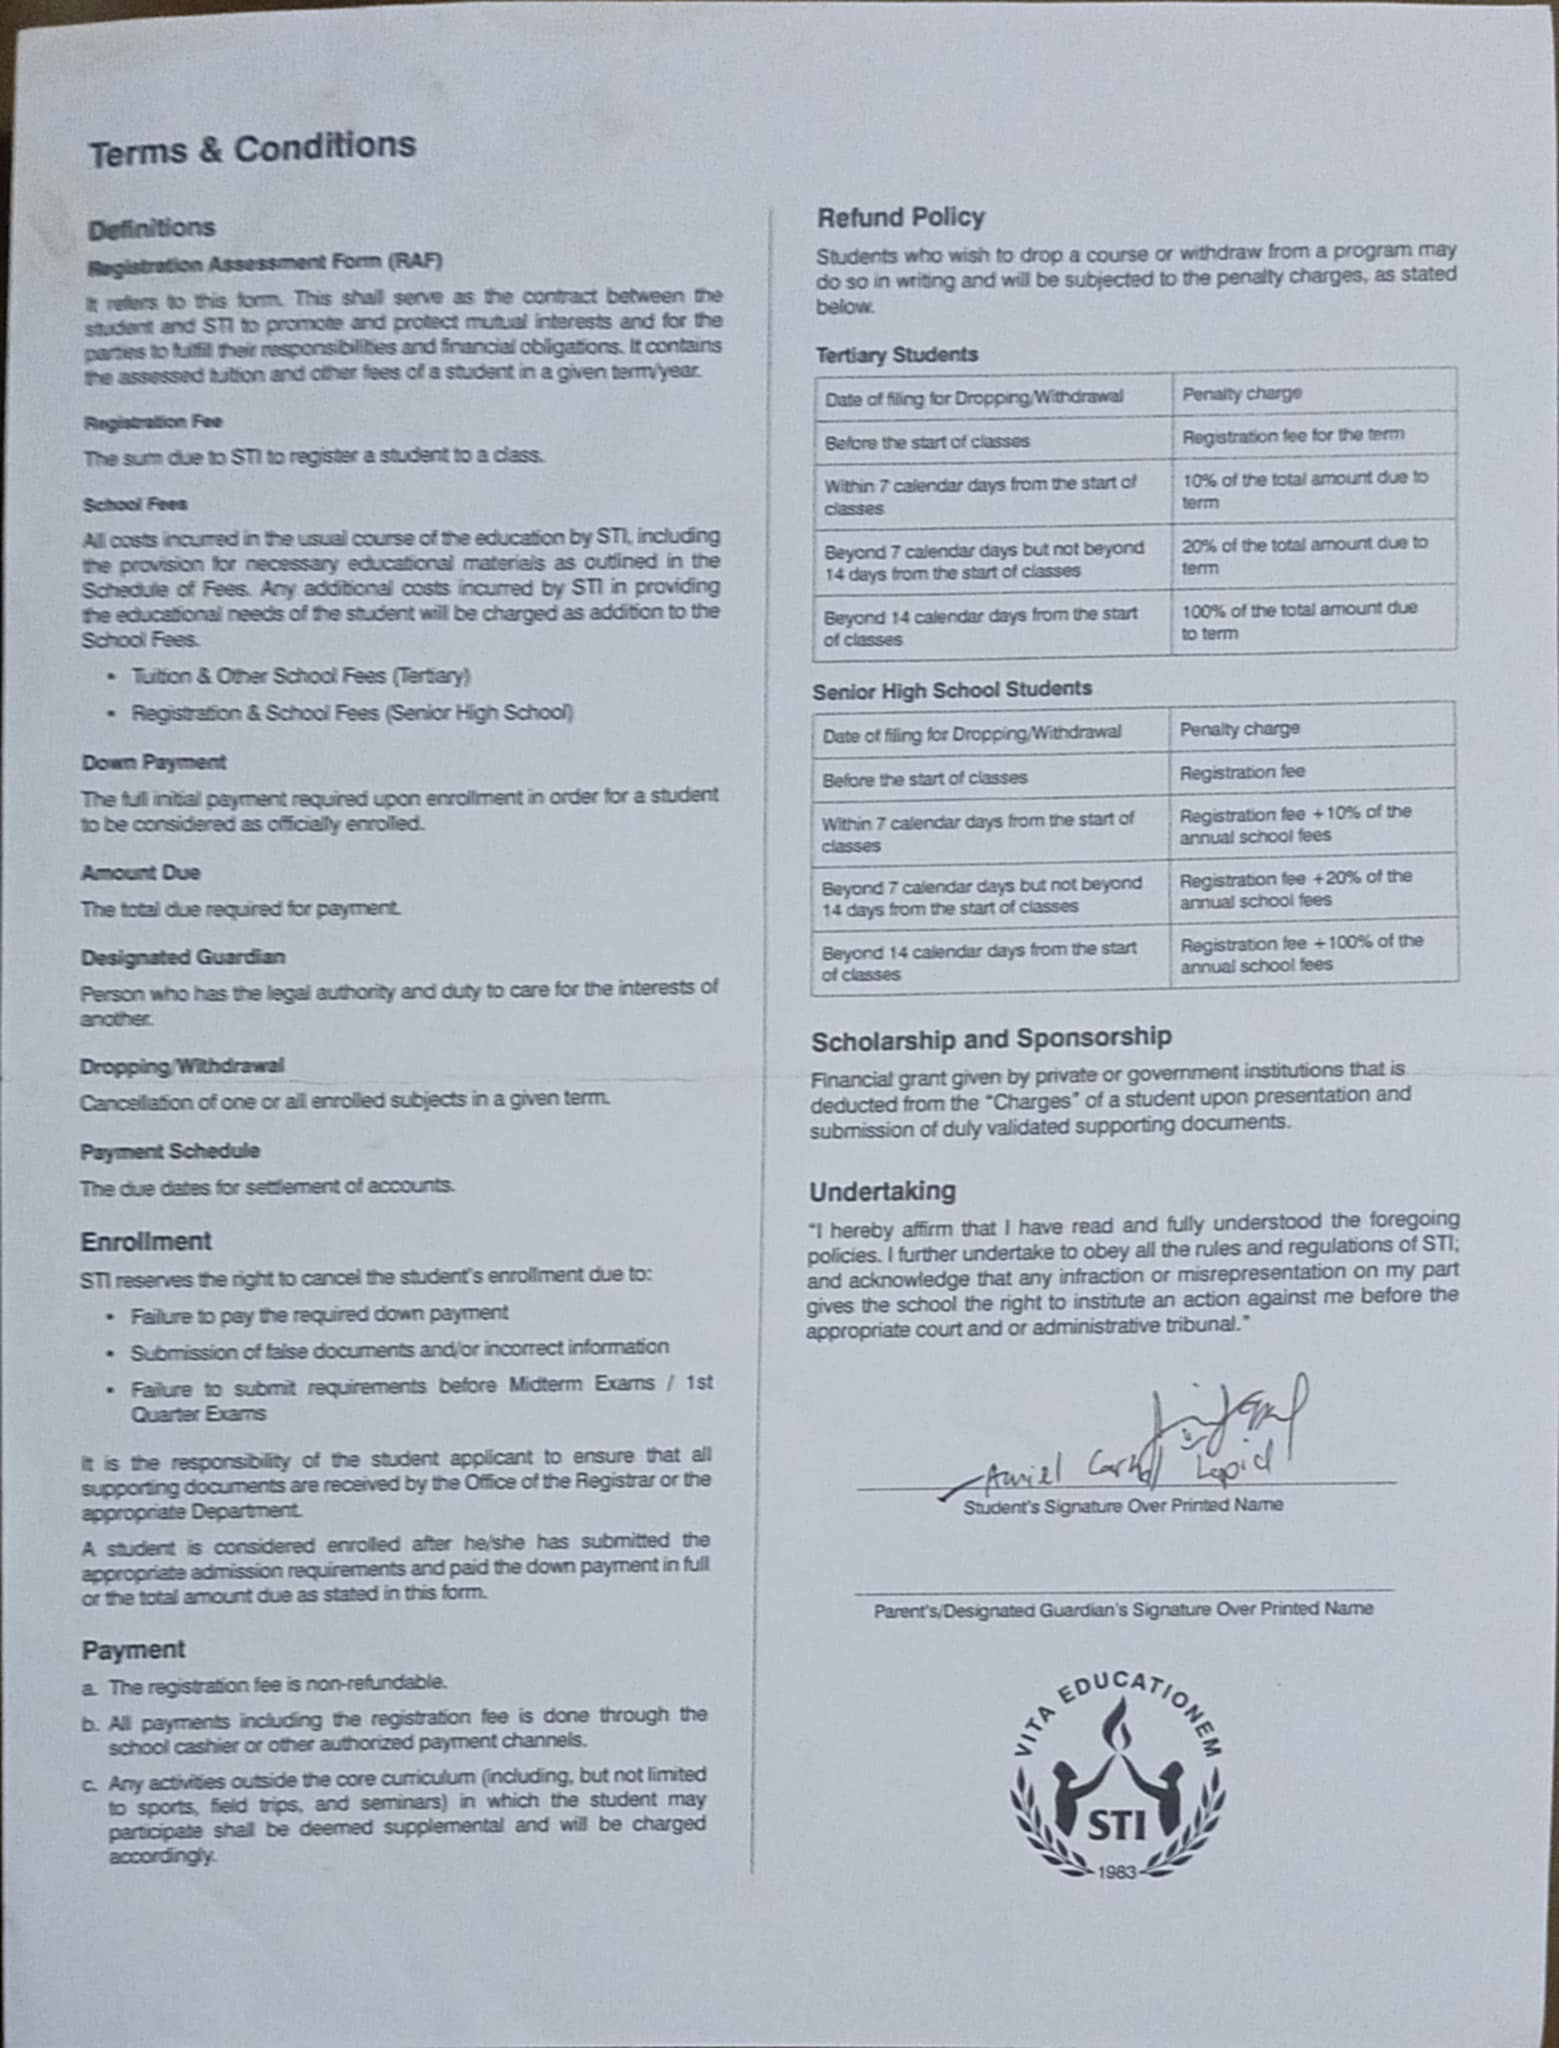 Terms & Conditions
Definitions
Registration Assessment Form (RAF)
It refers to this form. This shall serve as the contract between the
student and STI to promote and protect mutual interests and for the
parties to fulfill their responsibilities and financial obligations. It contains
the assessed tuition and other fees of a student in a given term/year.
Registration Fee
The sum due to STI to register a student to a class.
School Fees
All costs incurred in the usual course of the education by STI, including
the provision for necessary educational materials as outlined in the
Schedule of Fees. Any additional costs incurred by STI in providing
the educational needs of the student will be charged as addition to the
School Fees.
• Tuition & Other School Fees (Tertiary)
• Registration & School Fees (Senior High School)
Down Payment
The full initial payment required upon enrollment in order for a student
to be considered as officially enrolled.
Amount Due
The total due required for payment.
Designated Guardian
Person who has the legal authority and duty to care for the interests of
another.
Dropping/Withdrawal
Cancellation of one or all enrolled subjects in a given term.
Payment Schedule
The due dates for settlement of accounts.
Enrollment
STI reserves the right to cancel the student's enrollment due to:
• Failure to pay the required down payment
• Submission of false documents and/or incorrect information
• Failure to submit requirements before Midterm Exams / 1st
Quarter Exams
It is the responsibility of the student applicant to ensure that all
supporting documents are received by the Office of the Registrar or the
appropriate Department.
A student is considered enrolled after he/she has submitted the
appropriate admission requirements and paid the down payment in full
or the total amount due as stated in this form.
Payment
a. The registration fee is non-refundable.
b. All payments including the registration fee is done through the
school cashier or other authorized payment channels.
c. Any activities outside the core curriculum (including, but not limited
to sports, field trips, and seminars) in which the student may
participate shall be deemed supplemental and will be charged
accordingly.
Refund Policy
Students who wish to drop a course or withdraw from a program may
do so in writing and will be subjected to the penalty charges, as stated
below.
Tertiary Students
Date of filing for Dropping/Withdrawal
Penalty charge
Before the start of classes
Registration fee for the term
Within 7 calendar days from the start of
classes
10% of the total amount due to
term
Beyond 7 calendar days but not beyond
14 days from the start of classes
20% of the total amount due to
term
Beyond 14 calendar days from the start
of classes
100% of the total amount due
to term
Senior High School Students
Date of filing for Dropping/Withdrawal
Penalty charge
Before the start of classes
Registration fee
Within 7 calendar days from the start of
classes
Registration fee +10% of the
annual school fees
Beyond 7 calendar days but not beyond
14 days from the start of classes
Registration fee +20% of the
annual school fees
Beyond 14 calendar days from the start
of classes
Registration fee +100% of the
annual school fees
Scholarship and Sponsorship
Financial grant given by private or government institutions that is
deducted from the "Charges" of a student upon presentation and
submission of duly validated supporting documents.
Undertaking
"I hereby affirm that I have read and fully understood the foregoing
policies. I further undertake to obey all the rules and regulations of STI;
and acknowledge that any infraction or misrepresentation on my part
gives the school the right to institute an action against me before the
appropriate court and or administrative tribunal."
Lapid
Student's Signature Over Printed Name
Parent's/Designated Guardian's Signature Over Printed Name
VITA EDUCATIONEM
STI
1983